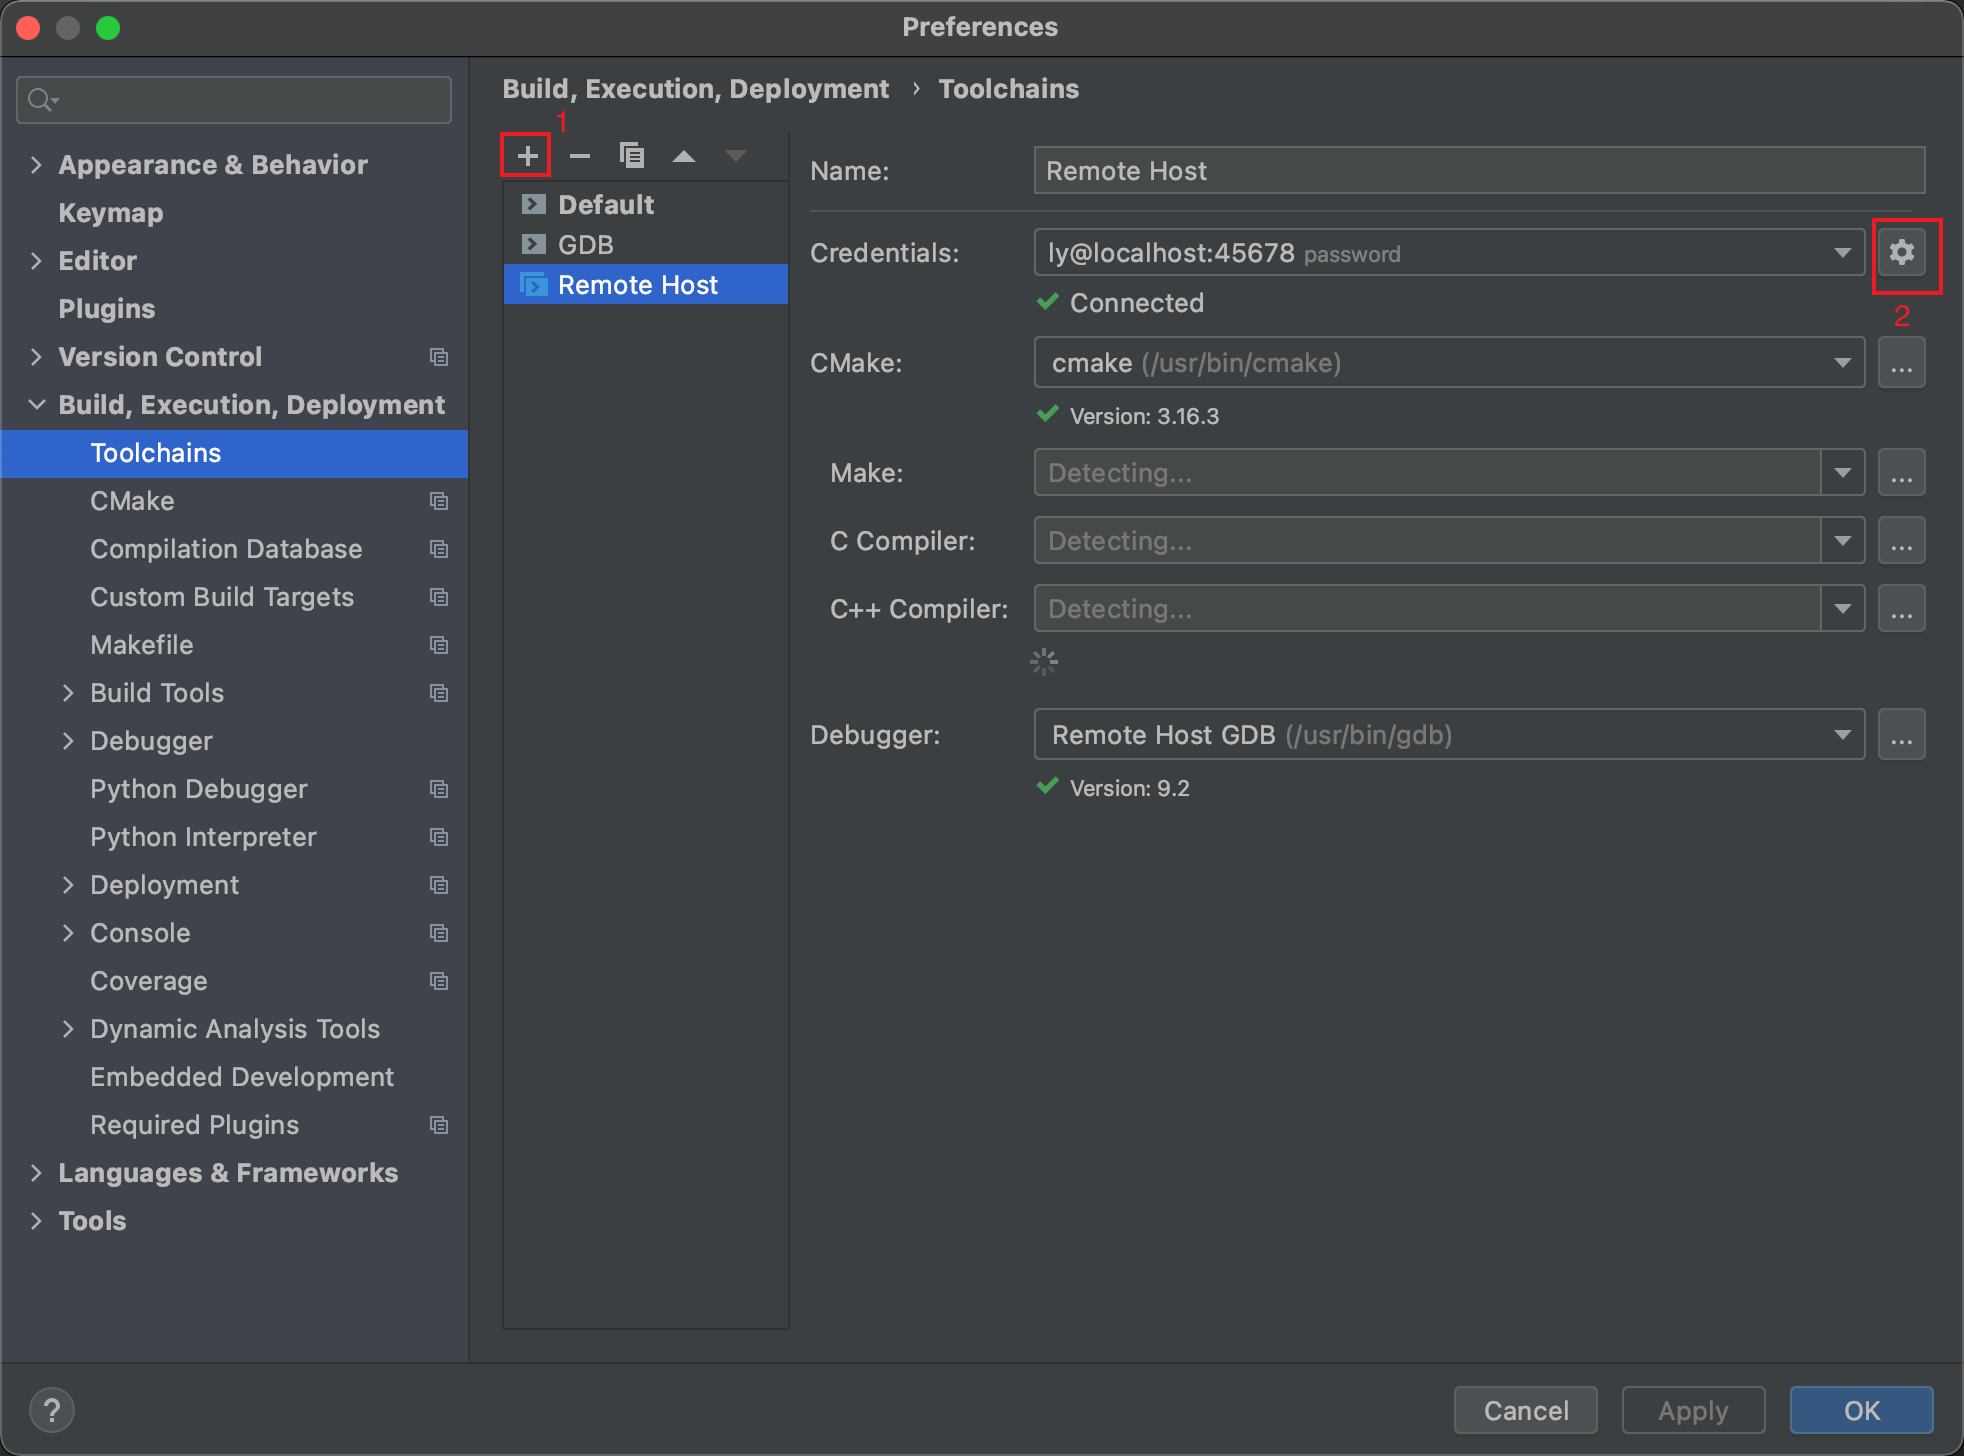 Preferences
Build, Execution, Deployment › Toolchains
1
Appearance & Behavior
Keymap
Editor
Plugins
Version Control
Build, Execution, Deployment
Toolchains
CMake
Compilation Database
Custom Build Targets
Makefile
Build Tools
Debugger
Python Debugger
Python Interpreter
Deployment
Console
Coverage
Dynamic Analysis Tools
Embedded Development
Required Plugins
Languages & Frameworks
Tools
Default
GDB
Remote Host
Name: Remote Host
Credentials: ly@localhost:45678 password
Connected
2
CMake: cmake (/usr/bin/cmake) ...
Version: 3.16.3
Make: Detecting... ...
C Compiler: Detecting... ...
C++ Compiler: Detecting... ...
Debugger: Remote Host GDB (/usr/bin/gdb) ...
Version: 9.2
? Cancel Apply OK